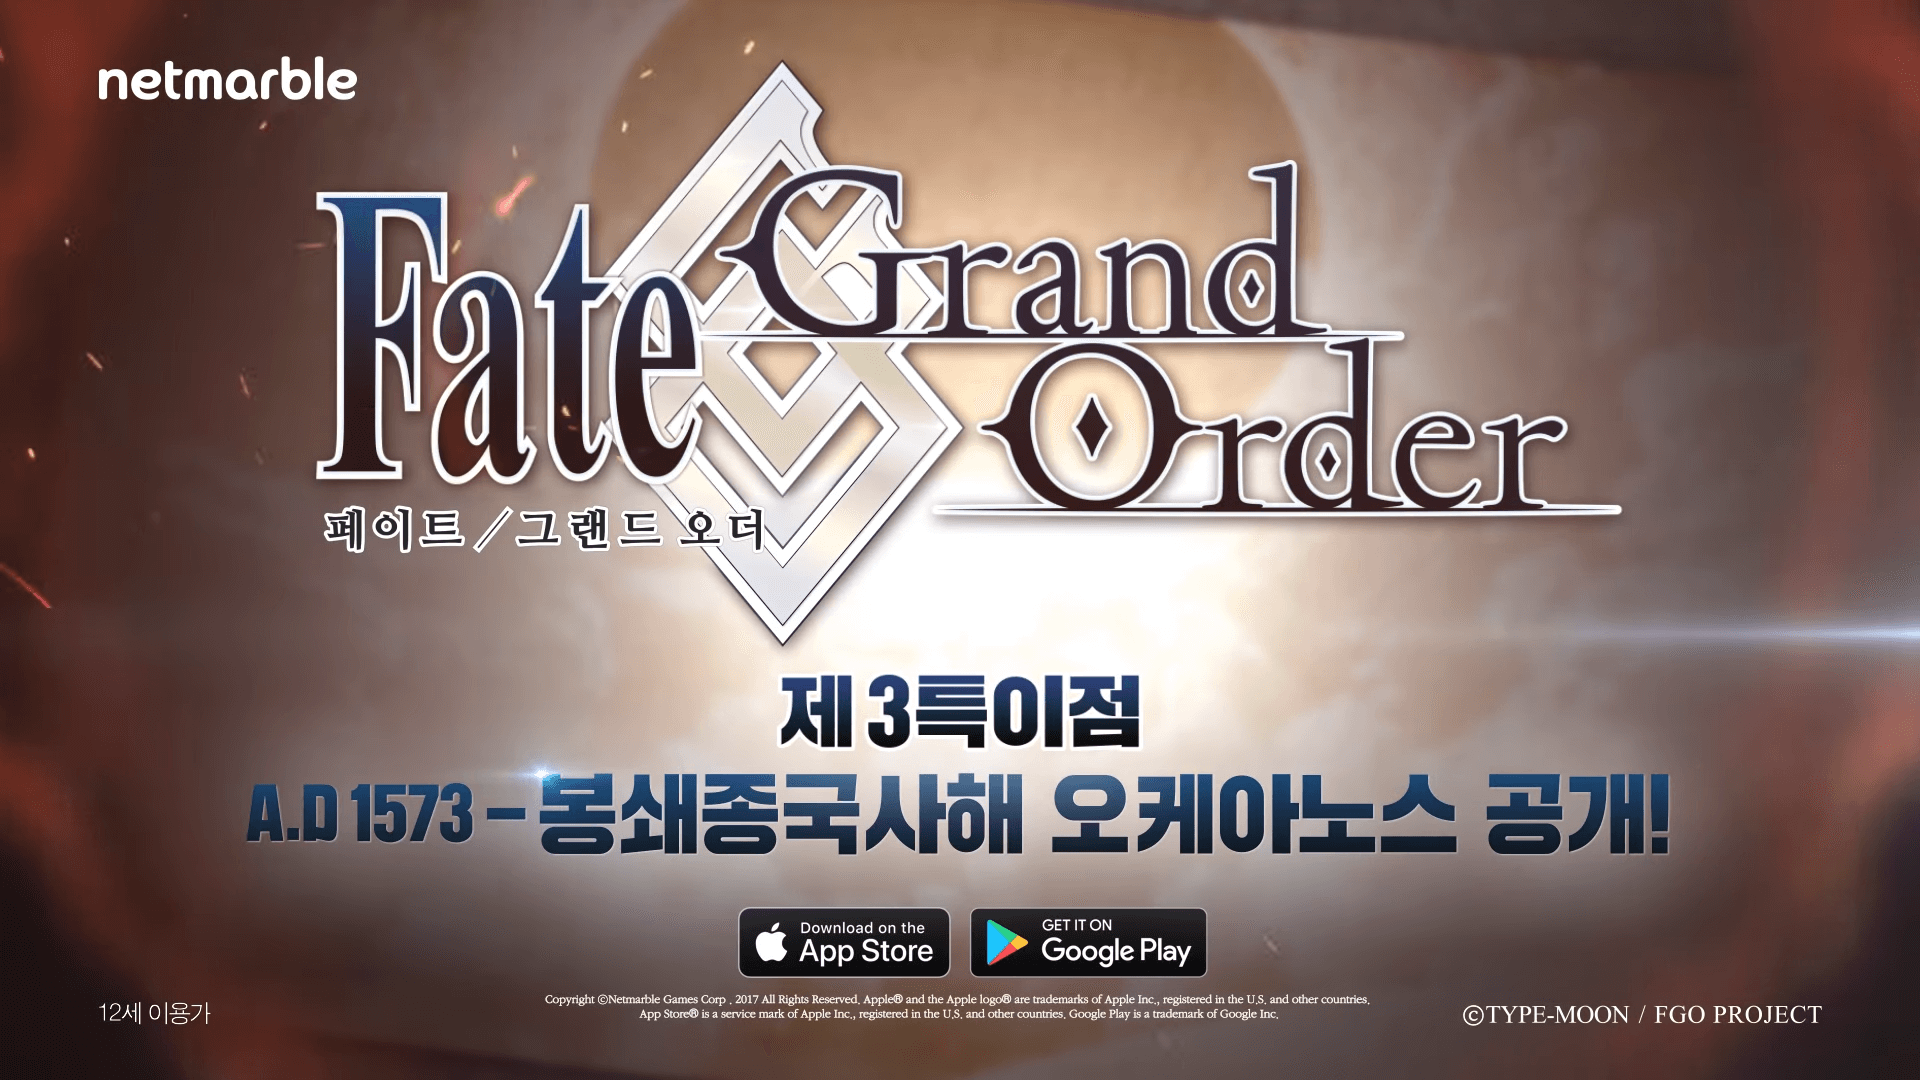 netmarble
Fate
Grand
Order
페이트/그랜드 오더
제 3특이점
A.D 1573 - 봉쇄종국사해 오케아노스 공개!
Download on the
App Store
GET IT ON
Google Play
12세 이용가
Copyright ©Netmarble Games Corp . 2017 All Rights Reserved. Apple® and the Apple logo® are trademarks of Apple Inc., registered in the U.S. and other countries.
App Store® is a service mark of Apple Inc., registered in the U.S. and other countries. Google Play is a trademark of Google Inc.
©TYPE-MOON / FGO PROJECT